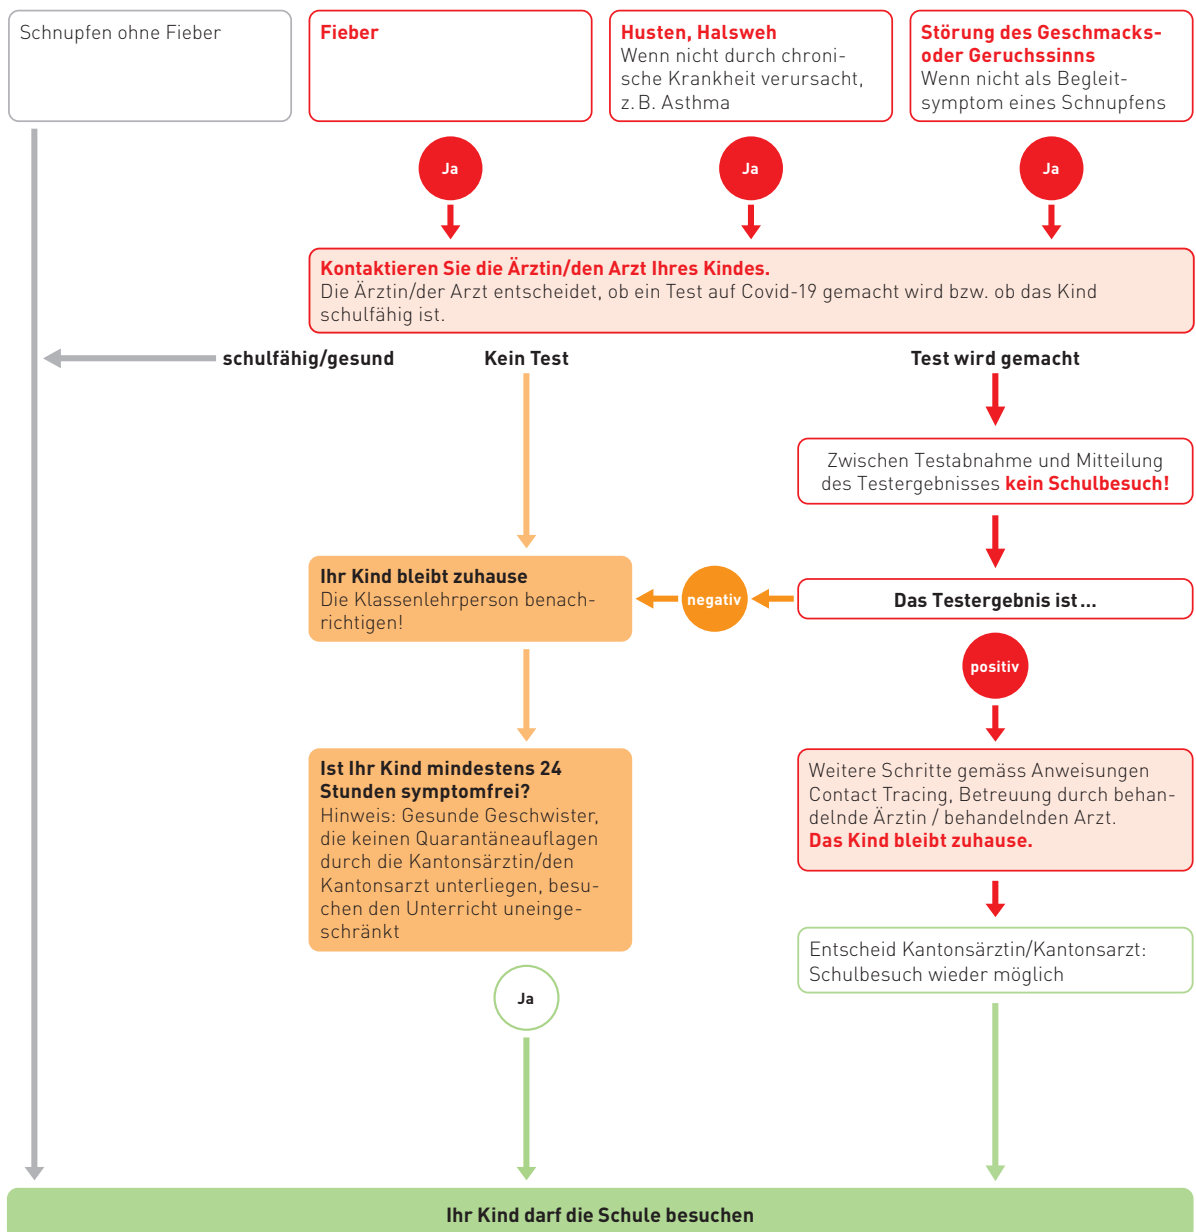 Schnupfen ohne Fieber
Fieber
Husten, Halsweh
Wenn nicht durch chroni-
sche Krankheit verursacht,
z.B. Asthma
Störung des Geschmacks-
oder Geruchssinns
Wenn nicht als Begleit-
symptom eines Schnupfens
Ja
Ja
Ja
Kontaktieren Sie die Ärztin/den Arzt Ihres Kindes.
Die Ärztin/der Arzt entscheidet, ob ein Test auf Covid-19 gemacht wird bzw. ob das Kind
schulfähig ist.
schulfähig/gesund
Kein Test
Test wird gemacht
Zwischen Testabnahme und Mitteilung
des Testergebnisses kein Schulbesuch!
Ihr Kind bleibt zuhause
Die Klassenlehrperson benach-
richtigen!
negativ
Das Testergebnis ist ...
positiv
Ist Ihr Kind mindestens 24
Stunden symptomfrei?
Hinweis: Gesunde Geschwister,
die keinen Quarantäneauflagen
durch die Kantonsärztin/den
Kantonsarzt unterliegen, besu-
chen den Unterricht uneinge-
schränkt
Weitere Schritte gemäss Anweisungen
Contact Tracing, Betreuung durch behan-
delnde Ärztin / behandelnden Arzt.
Das Kind bleibt zuhause.
Entscheid Kantonsärztin/Kantonsarzt:
Schulbesuch wieder möglich
Ja
Ihr Kind darf die Schule besuchen